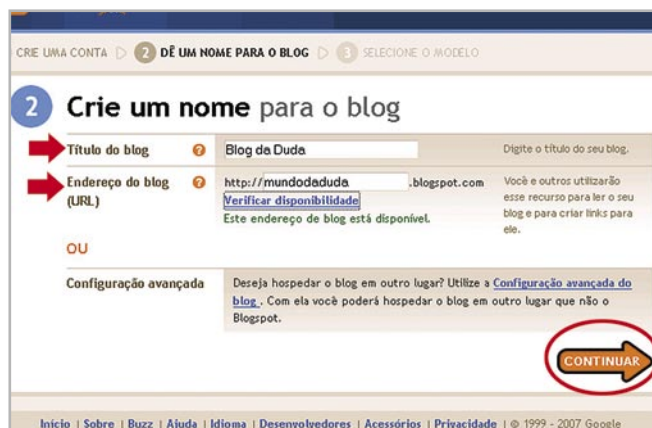 CRIE UMA CONTA 2 DÊ UM NOME PARA O BLOG 3 SELECIONE O MODELO
2 Crie um nome para o blog
Título do blog ? Blog da Duda Digite o título do seu blog.
Endereço do blog (URL) ? http://mundodaduda.blogspot.com
Verificar disponibilidade
Este endereço de blog está disponível.
Você e outros utilizarão
esse recurso para ler o seu
blog e para criar links para
ele.
OU
Configuração avançada
Deseja hospedar o blog em outro lugar? Utilize a Configuração avançada do
blog . Com ela você poderá hospedar o blog em outro lugar que não o
Blogspot.
CONTINUAR
Início | Sobre | Buzz | Ajuda | Idioma | Desenvolvedores | Acessórios | Privacidade | © 1999 - 2007 Google